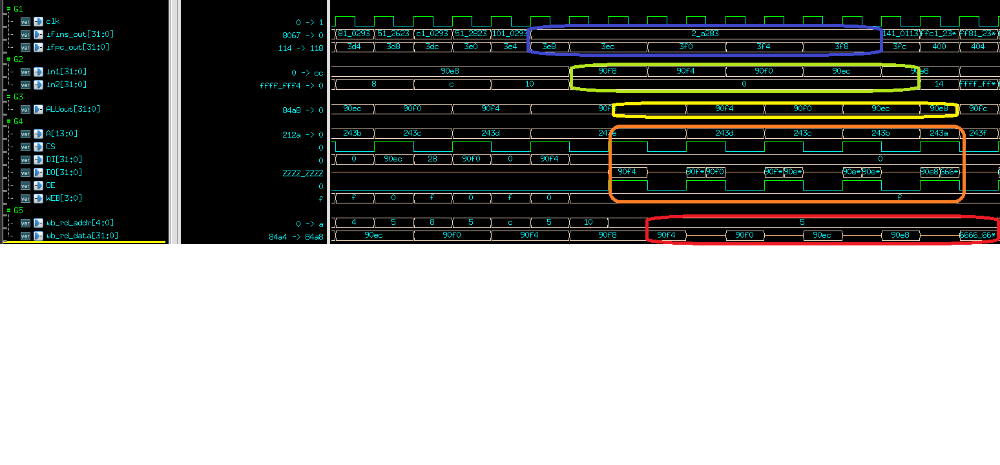 G1
ver clk 0 -> 1
ver ifins_out[31:0] 8067 -> 0 81_0293 51_2623 c1_0293 51_2823 101_0293 2_a283 141_0113 ffc1_23* ff81_23*
ver ifpc_out[31:0] 114 -> 118 3d4 3d8 3dc 3e0 3e4 3e8 3ec 3f0 3f4 3f8 3fc 400 404
G2
ver in1[31:0] 0 -> cc 90e8 90f8 90f4 90f0 90ec 90e8
ver in2[31:0] ffff_fff4 -> 0 8 c 10 0 14 ffff_ff*
G3
ver ALUout[31:0] 84a8 -> 0 90ec 90f0 90f4 90f8 90f4 90f0 90ec 90e8 90fc
G4
ver A[13:0] 212a -> 0 243b 243c 243d 243e 243d 243c 243b 243a 243f
ver CS 0
ver DI[31:0] 0 0 90ec 28 90f0 0 90f4 0
ver DO[31:0] ZZZZ_ZZZZ 90f4 90f* 90f0 90f* 90e* 90e* 90e* 90e8 666*
ver OE 0
ver WEB[3:0] f f 0 f 0 f 0 f
G5
ver wb_rd_addr[4:0] 0 -> a 4 5 8 5 c 5 10 5
ver wb_rd_data[31:0] 84a4 -> 84a8 90ec 90f0 90f4 90f8 90f4 90f0 90ec 90e8 6666_66*